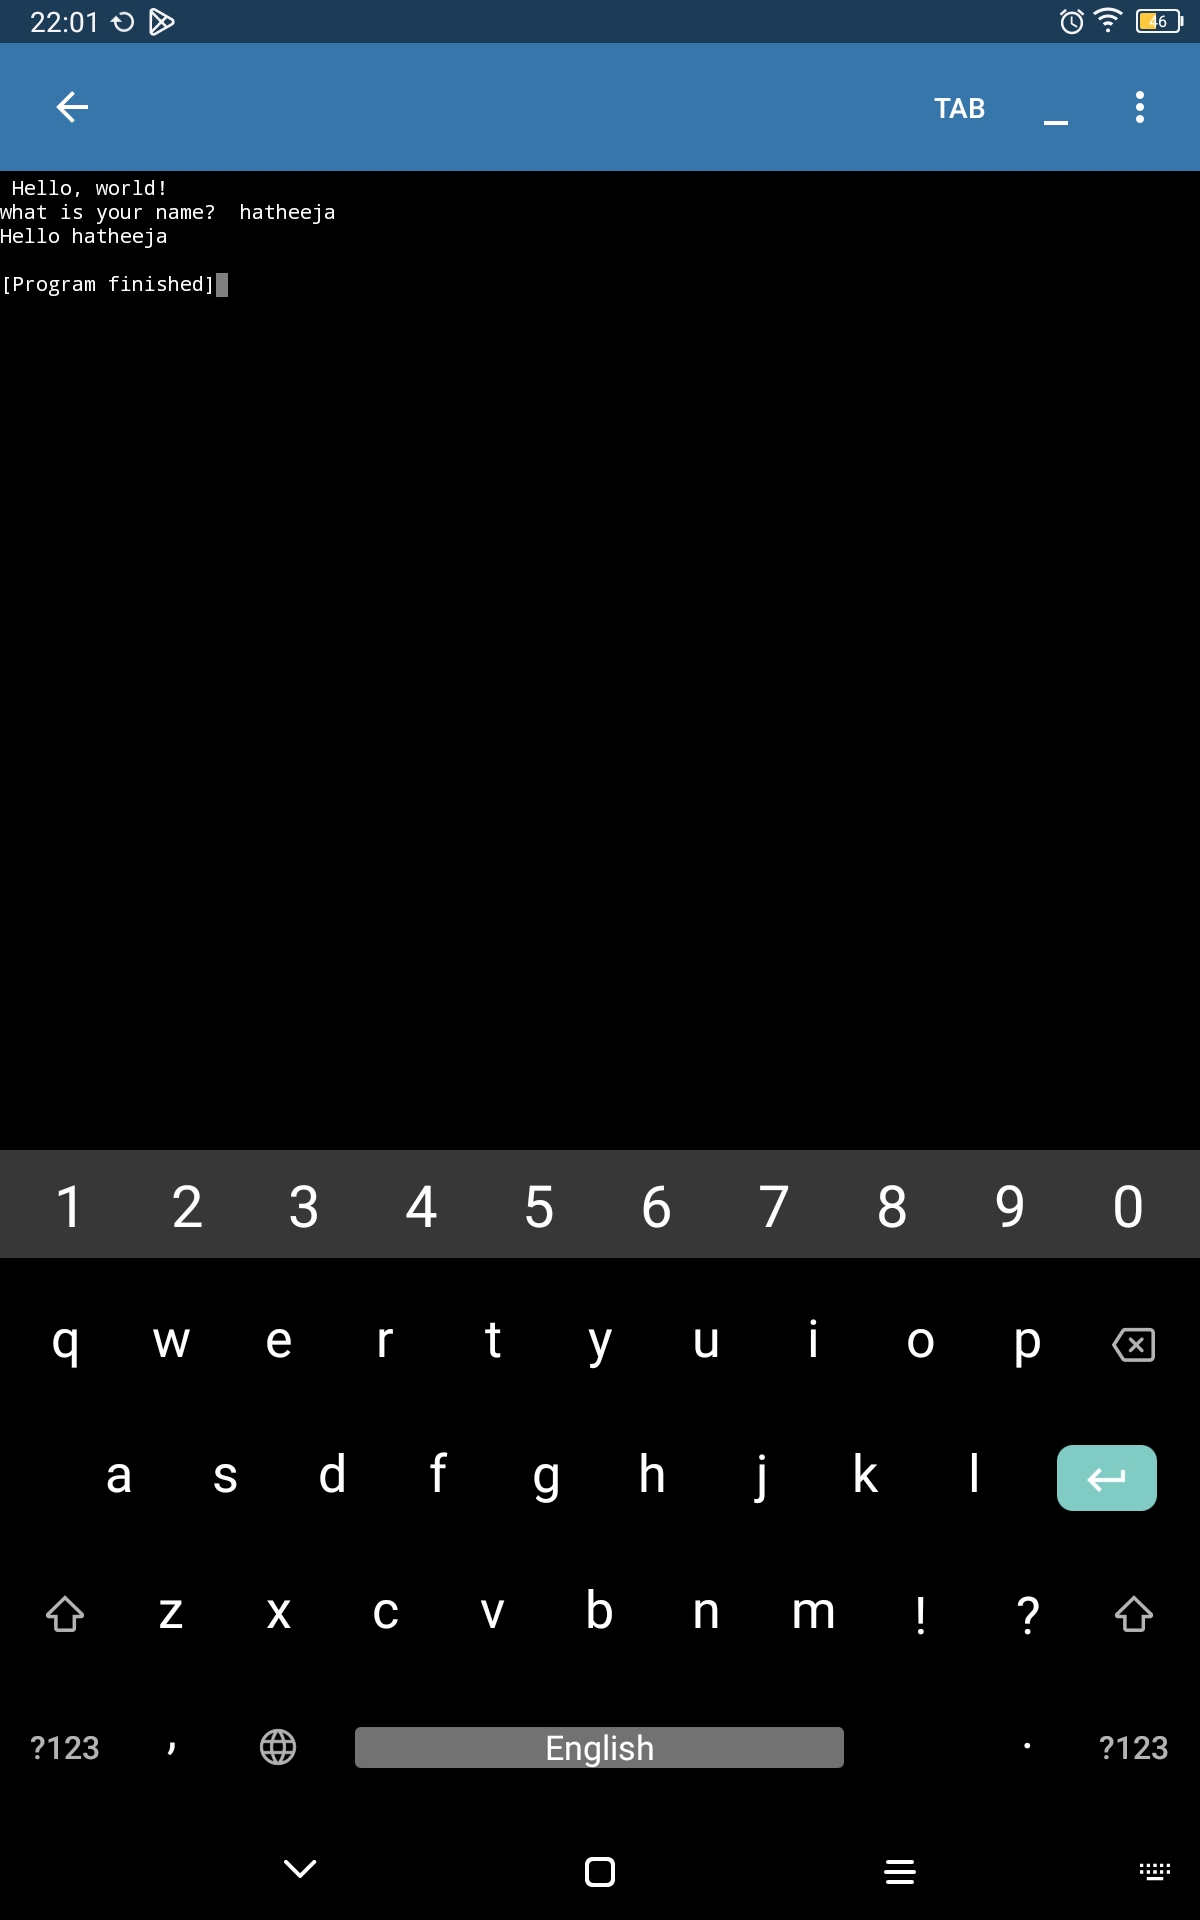 22:01 46
TAB _
Hello, world!
what is your name?  hatheeja
Hello hatheeja
[Program finished]
1 2 3 4 5 6 7 8 9 0
q w e r t y u i o p
a s d f g h j k l
z x c v b n m ! ?
?123 , English . ?123